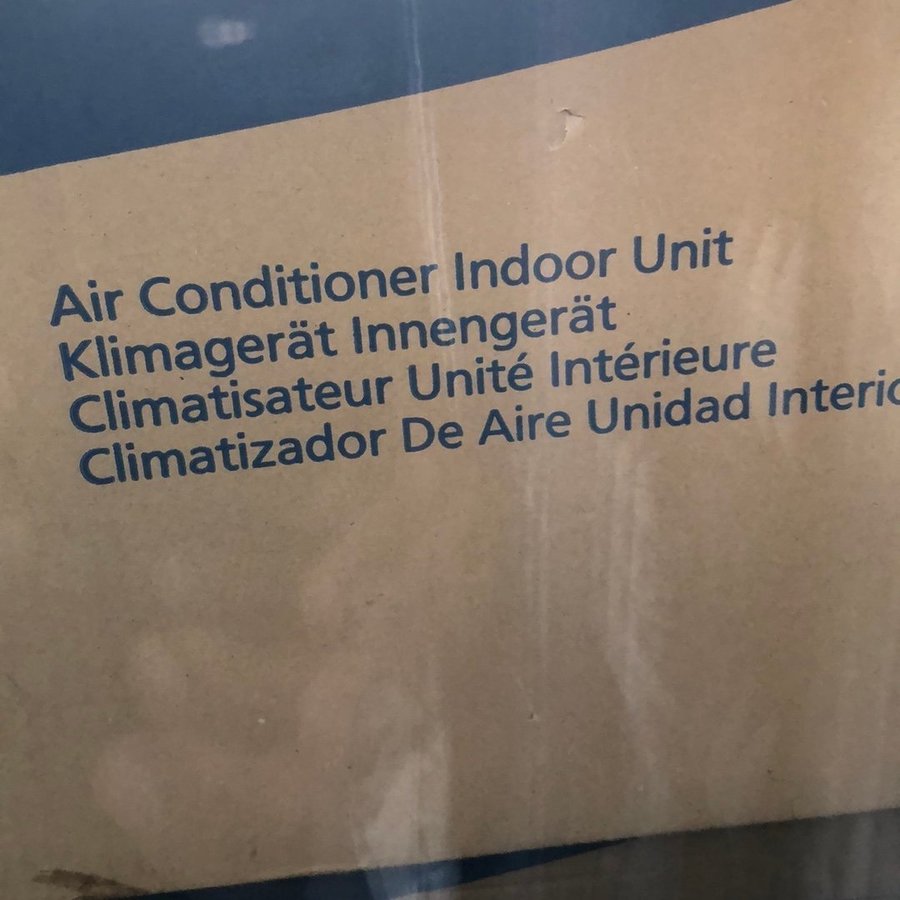 Air Conditioner Indoor Unit
Klimagerät Innengerät
Climatisateur Unité Intérieure
Climatizador De Aire Unidad